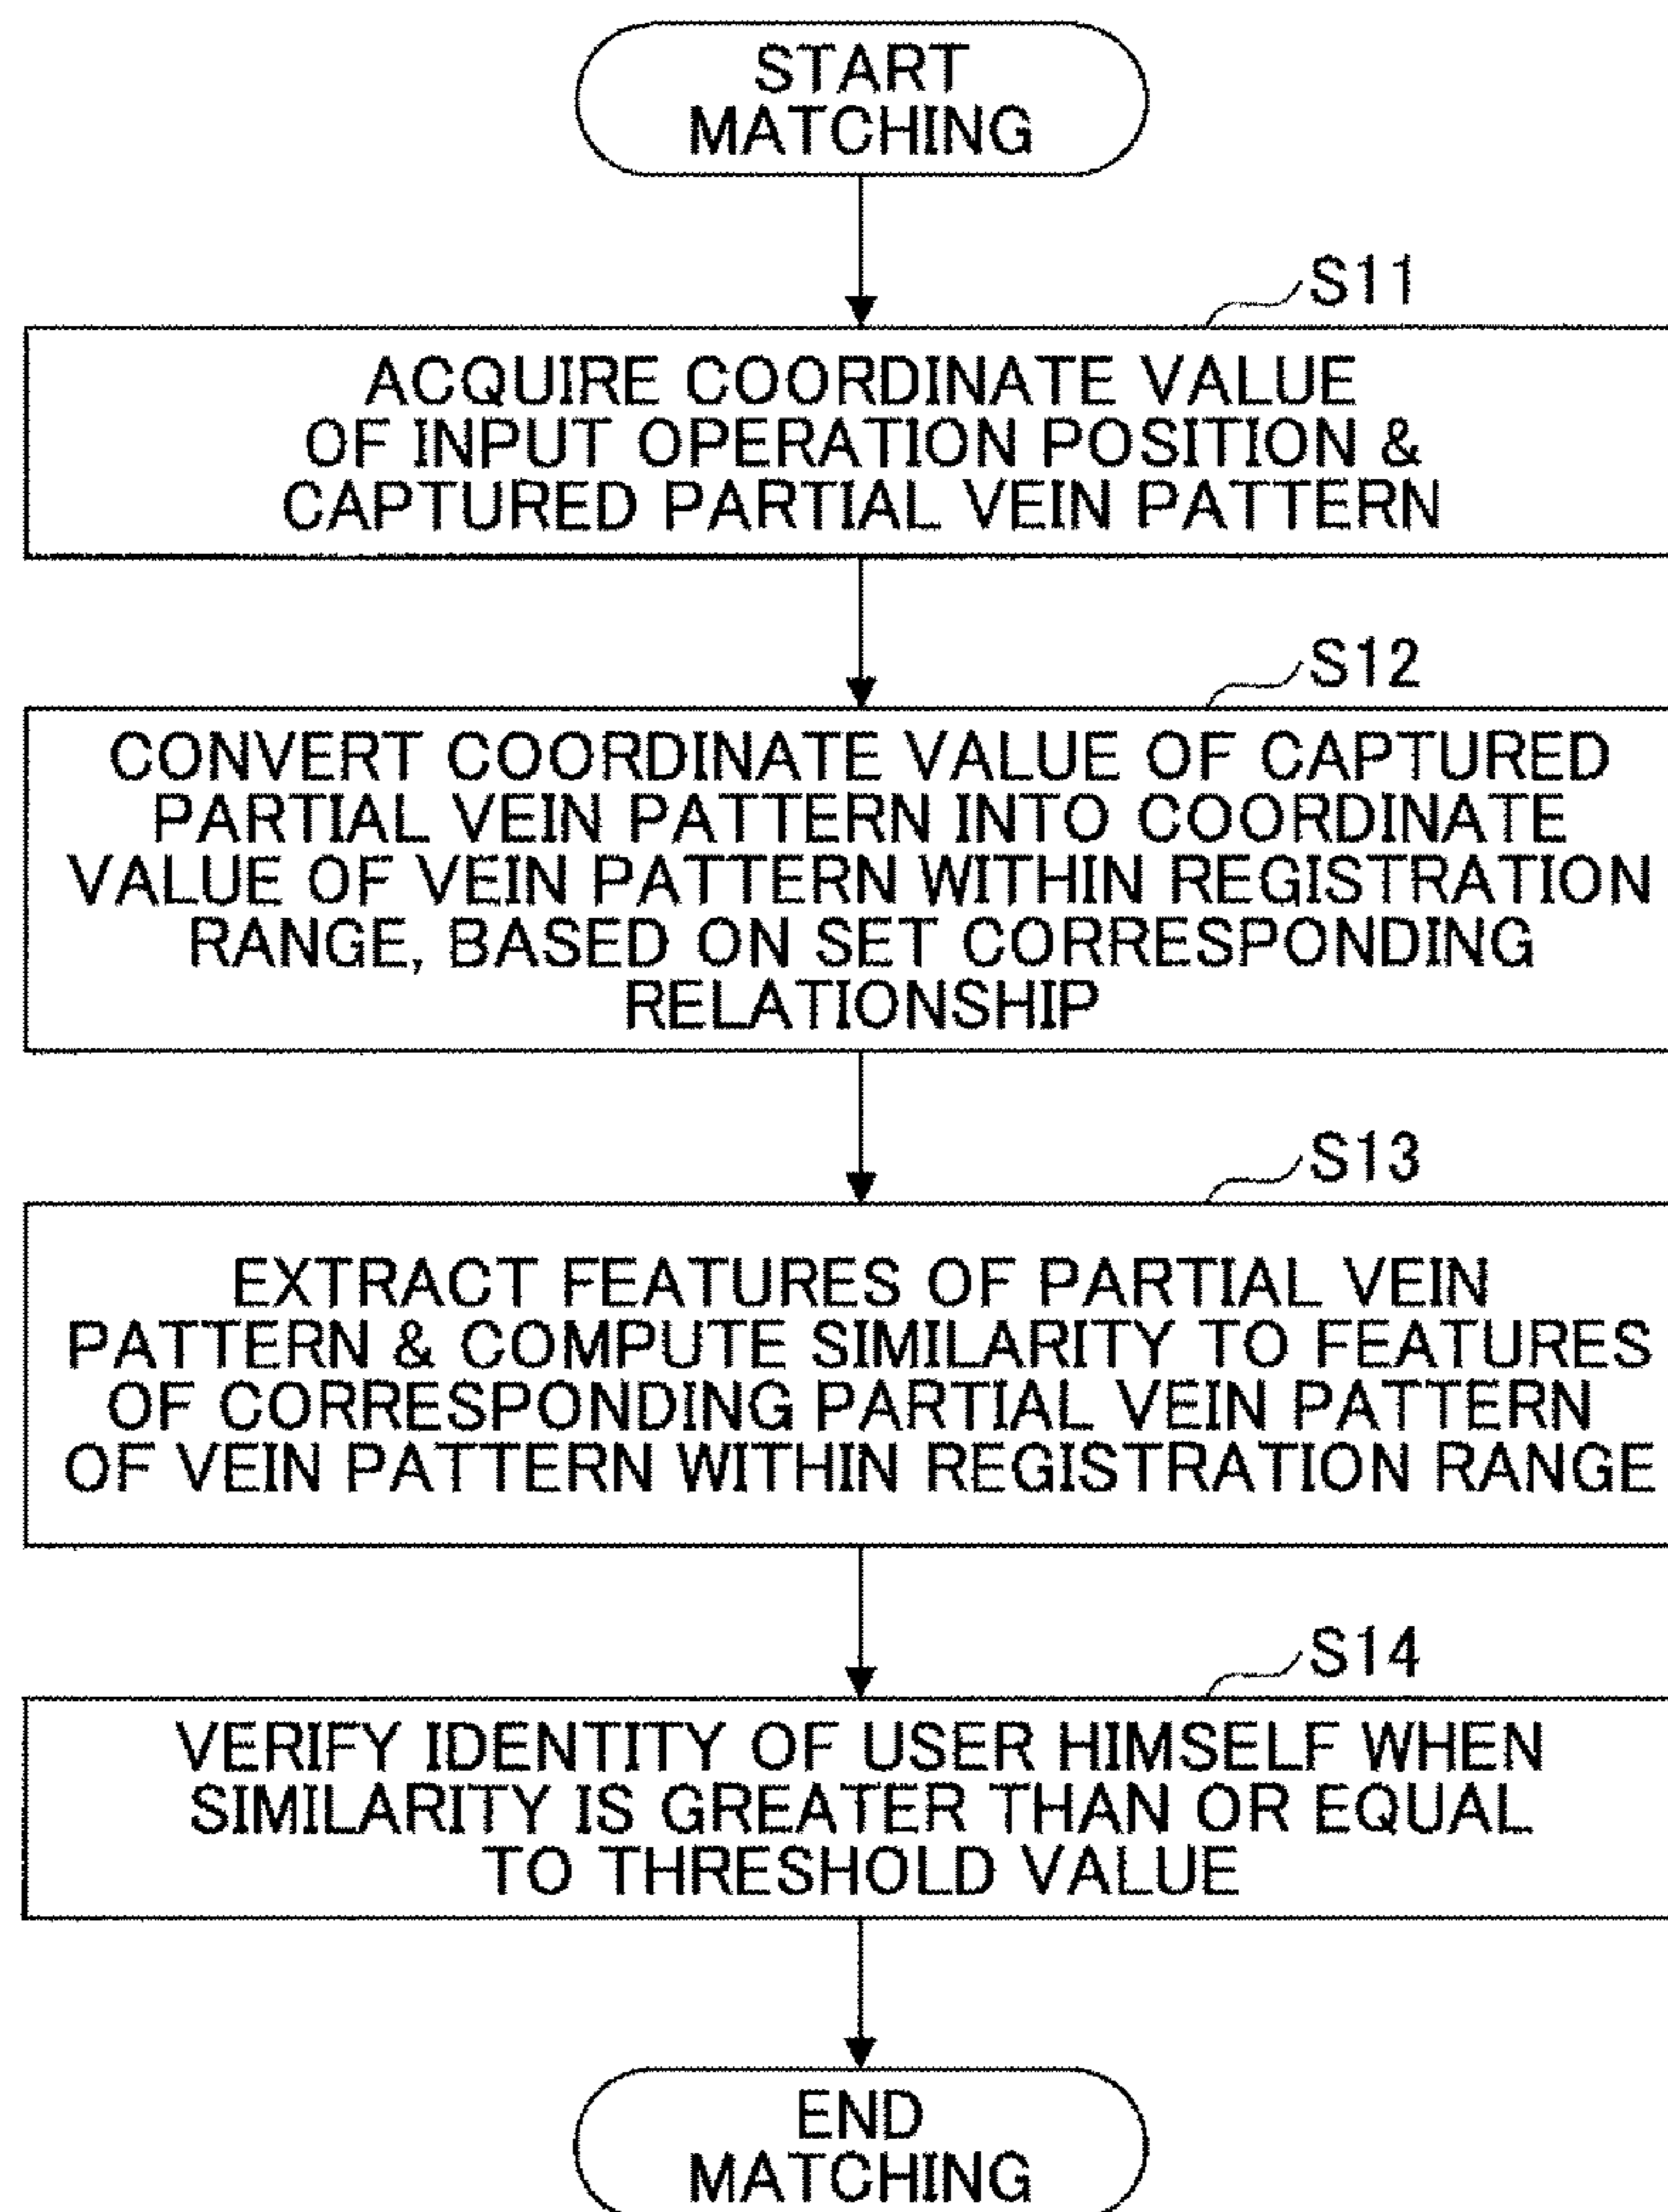 START
MATCHING
S11
ACQUIRE COORDINATE VALUE
OF INPUT OPERATION POSITION &
CAPTURED PARTIAL VEIN PATTERN
S12
CONVERT COORDINATE VALUE OF CAPTURED
PARTIAL VEIN PATTERN INTO COORDINATE
VALUE OF VEIN PATTERN WITHIN REGISTRATION
RANGE, BASED ON SET CORRESPONDING
RELATIONSHIP
S13
EXTRACT FEATURES OF PARTIAL VEIN
PATTERN & COMPUTE SIMILARITY TO FEATURES
OF CORRESPONDING PARTIAL VEIN PATTERN
OF VEIN PATTERN WITHIN REGISTRATION RANGE
S14
VERIFY IDENTITY OF USER HIMSELF WHEN
SIMILARITY IS GREATER THAN OR EQUAL
TO THRESHOLD VALUE
END
MATCHING